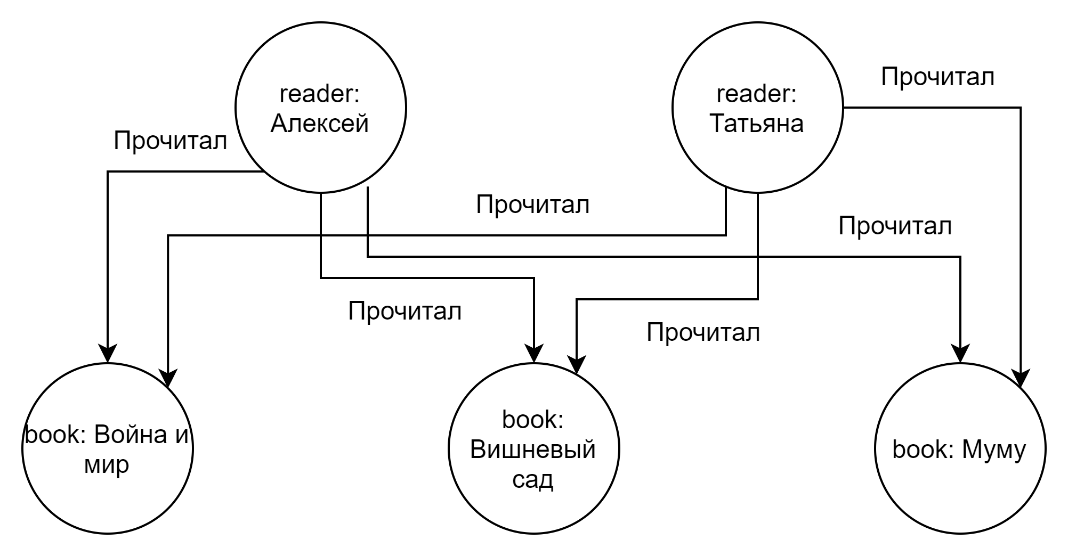 reader:
Алексей
reader:
Татьяна
Прочитал
Прочитал
Прочитал
Прочитал
Прочитал
Прочитал
book: Война и
мир
book:
Вишневый
сад
book: Муму